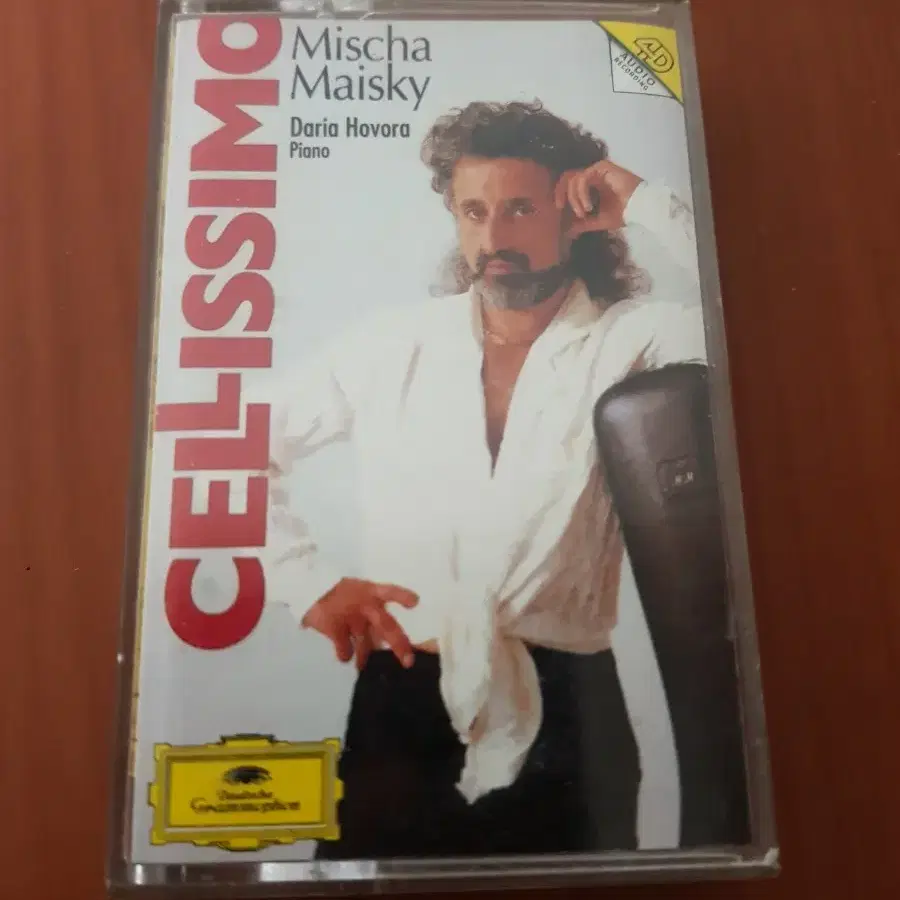 CELLISSIMO
Mischa
Maisky
Daria Hovora
Piano
4D
AUDIO
RECORDING
Deutsche
Grammophon
M.M